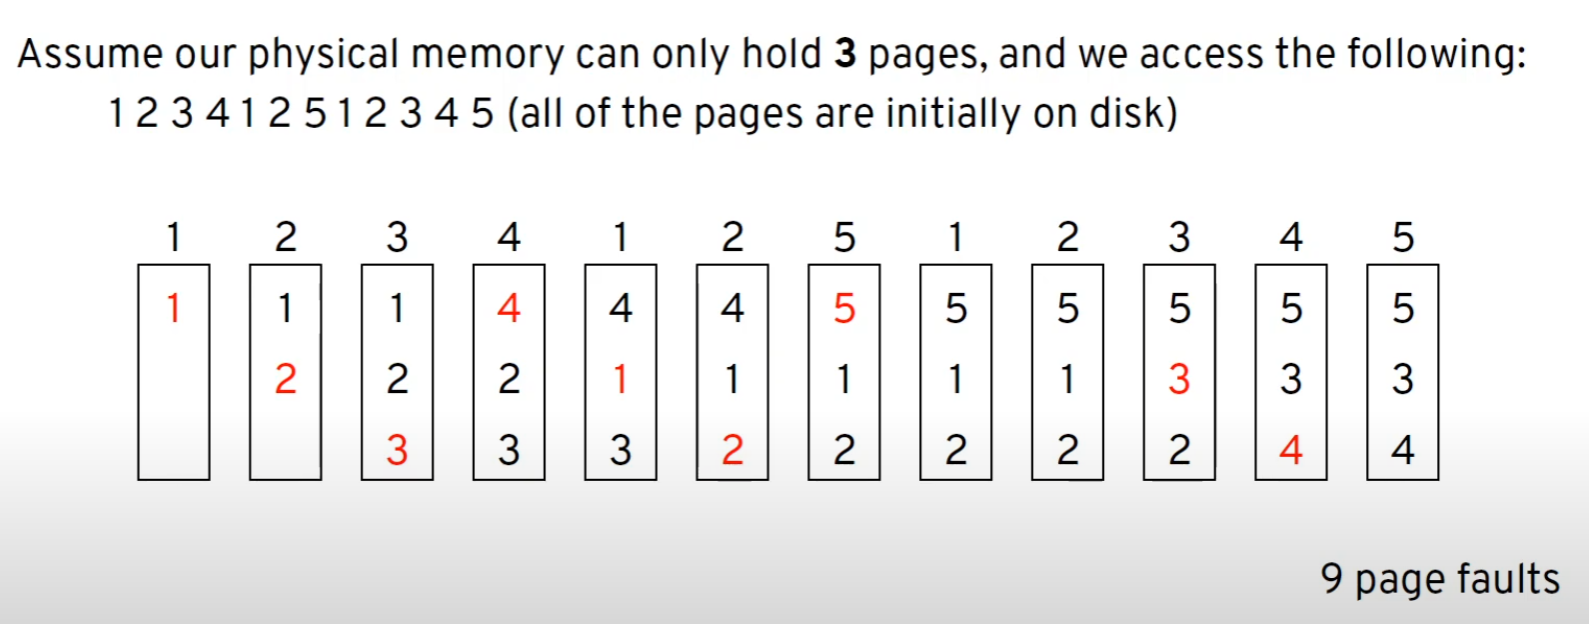 Assume our physical memory can only hold 3 pages, and we access the following:
1 2 3 4 1 2 5 1 2 3 4 5 (all of the pages are initially on disk)
1 2 3 4 1 2 5 1 2 3 4 5
1 1 1 4 4 4 5 5 5 5 5 5
2 2 2 1 1 1 1 1 3 3 3
3 3 3 2 2 2 2 2 4 4
9 page faults